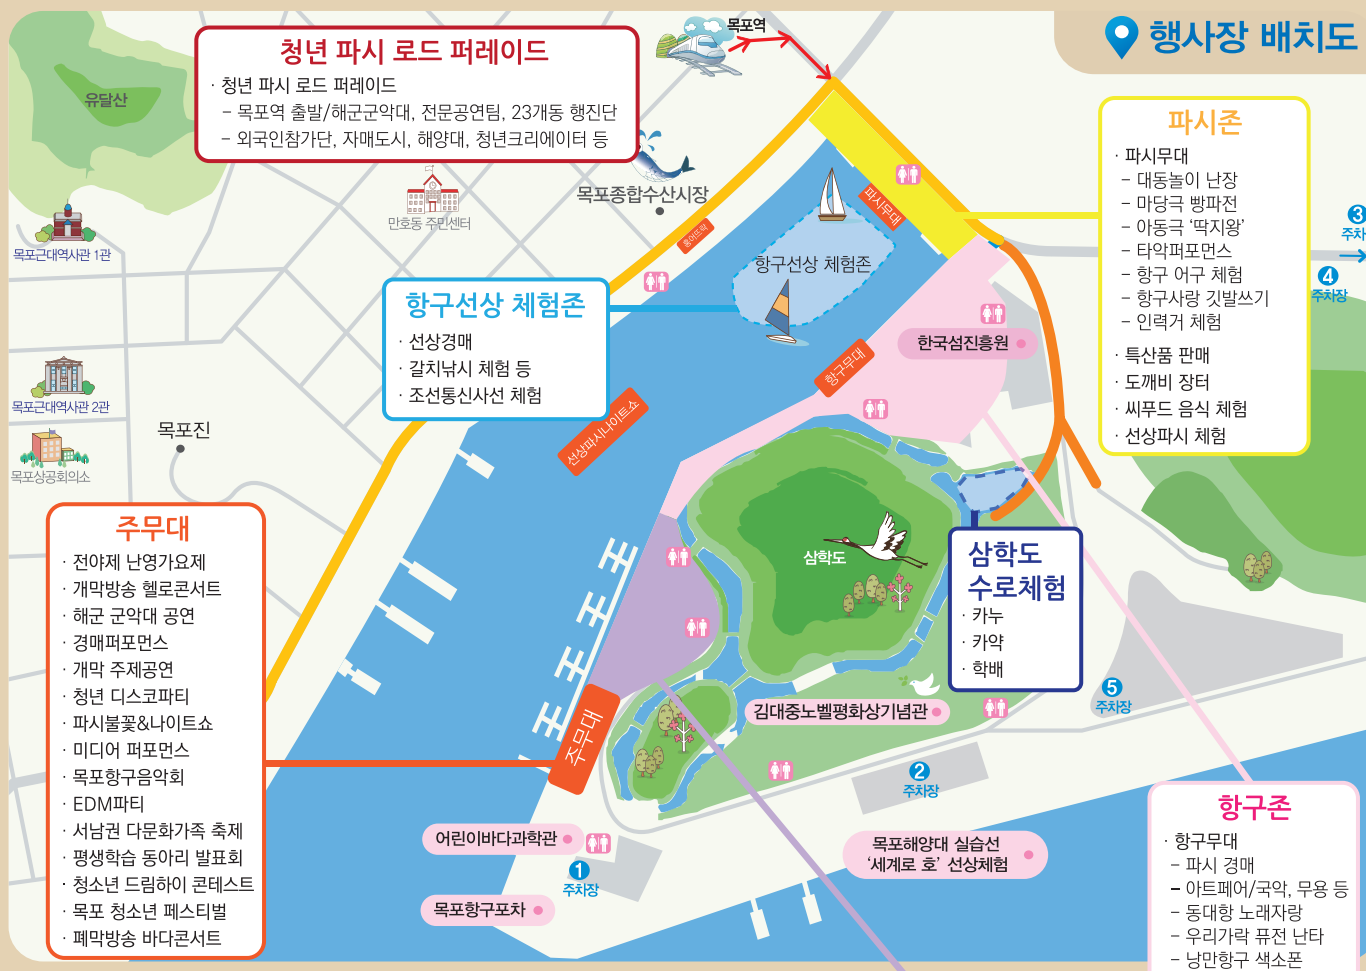 행사장 배치도
목포역
청년 파시 로드 퍼레이드
· 청년 파시 로드 퍼레이드
– 목포역 출발/해군군악대, 전문공연팀, 23개동 행진단
– 외국인참가단, 자매도시, 해양대, 청년크리에이터 등
유달산
만호동 주민센터
목포종합수산시장
목포근대역사관 1관
목포근대역사관 2관
목포상공회의소
목포진
홍어뜨락
파시무대
항구선상 체험존
항구선상 체험존
· 선상경매
· 갈치낚시 체험 등
· 조선통신사선 체험
선상파시나이트쇼
항구무대
한국섬진흥원
파시존
· 파시무대
– 대동놀이 난장
– 마당극 빵파전
– 아동극 '딱지왕'
– 타악퍼포먼스
– 항구 어구 체험
– 항구사랑 깃발쓰기
– 인력거 체험
· 특산품 판매
· 도깨비 장터
· 씨푸드 음식 체험
· 선상파시 체험
3
주차
4
주차장
주무대
· 전야제 난영가요제
· 개막방송 헬로콘서트
· 해군 군악대 공연
· 경매퍼포먼스
· 개막 주제공연
· 청년 디스코파티
· 파시불꽃&나이트쇼
· 미디어 퍼포먼스
· 목포항구음악회
· EDM파티
· 서남권 다문화가족 축제
· 평생학습 동아리 발표회
· 청소년 드림하이 콘테스트
· 목포 청소년 페스티벌
· 폐막방송 바다콘서트
주무대
삼학도
삼학도
수로체험
· 카누
· 카약
· 학배
김대중노벨평화상기념관
5
주차장
2
주차장
어린이바다과학관
1
주차장
목포항구포차
목포해양대 실습선
'세계로 호' 선상체험
항구존
· 항구무대
– 파시 경매
– 아트페어/국악, 무용 등
– 동대항 노래자랑
– 우리가락 퓨전 난타
– 낭만항구 색소폰